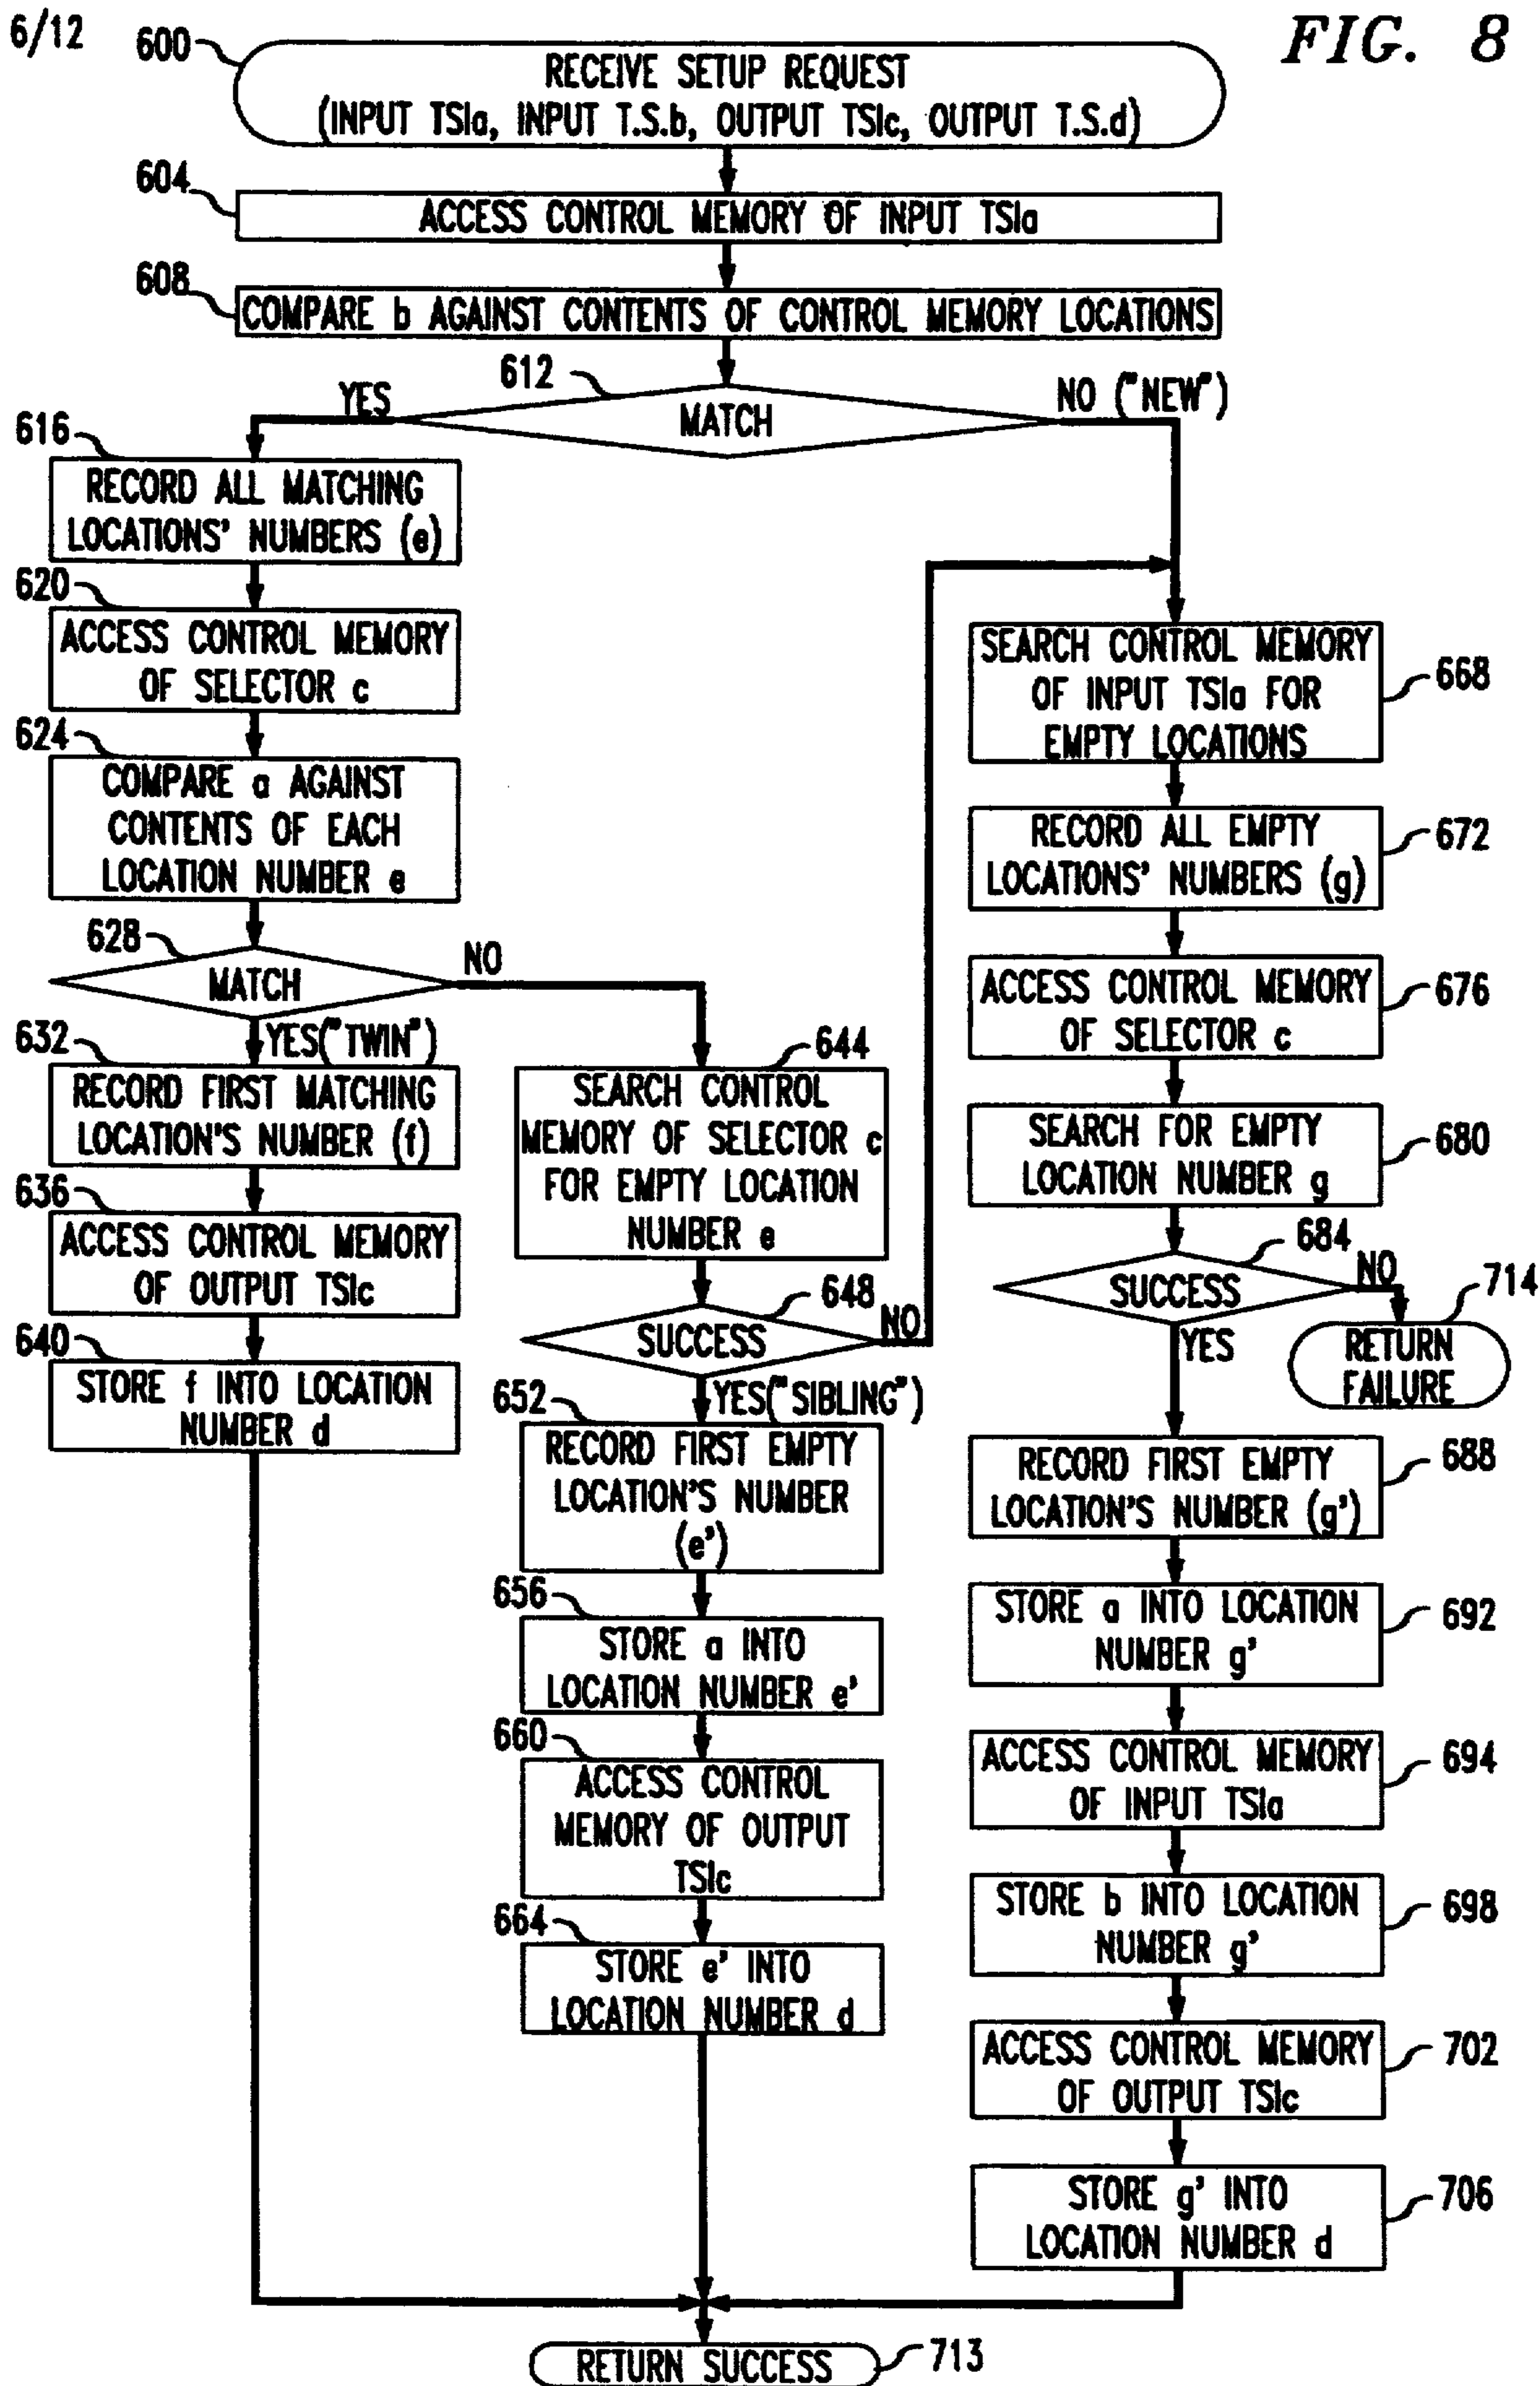 6/12
FIG. 8
600
RECEIVE SETUP REQUEST
(INPUT TSIa, INPUT T.S.b, OUTPUT TSIc, OUTPUT T.S.d)
604
ACCESS CONTROL MEMORY OF INPUT TSIa
608
COMPARE b AGAINST CONTENTS OF CONTROL MEMORY LOCATIONS
612
MATCH
YES
NO ("NEW")
616
RECORD ALL MATCHING
LOCATIONS' NUMBERS (e)
620
ACCESS CONTROL MEMORY
OF SELECTOR c
624
COMPARE a AGAINST
CONTENTS OF EACH
LOCATION NUMBER e
628
MATCH
NO
YES("TWIN")
632
RECORD FIRST MATCHING
LOCATION'S NUMBER (f)
636
ACCESS CONTROL MEMORY
OF OUTPUT TSIc
640
STORE f INTO LOCATION
NUMBER d
644
SEARCH CONTROL
MEMORY OF SELECTOR c
FOR EMPTY LOCATION
NUMBER e
648
SUCCESS
NO
YES("SIBLING")
652
RECORD FIRST EMPTY
LOCATION'S NUMBER
(e')
656
STORE a INTO
LOCATION NUMBER e'
660
ACCESS CONTROL
MEMORY OF OUTPUT
TSIc
664
STORE e' INTO
LOCATION NUMBER d
SEARCH CONTROL MEMORY
OF INPUT TSIa FOR
EMPTY LOCATIONS
668
RECORD ALL EMPTY
LOCATIONS' NUMBERS (g)
672
ACCESS CONTROL MEMORY
OF SELECTOR c
676
SEARCH FOR EMPTY
LOCATION NUMBER g
680
684
SUCCESS
NO
YES
714
RETURN
FAILURE
RECORD FIRST EMPTY
LOCATION'S NUMBER (g')
688
STORE a INTO LOCATION
NUMBER g'
692
ACCESS CONTROL MEMORY
OF INPUT TSIa
694
STORE b INTO LOCATION
NUMBER g'
698
ACCESS CONTROL MEMORY
OF OUTPUT TSIc
702
STORE g' INTO
LOCATION NUMBER d
706
RETURN SUCCESS
713